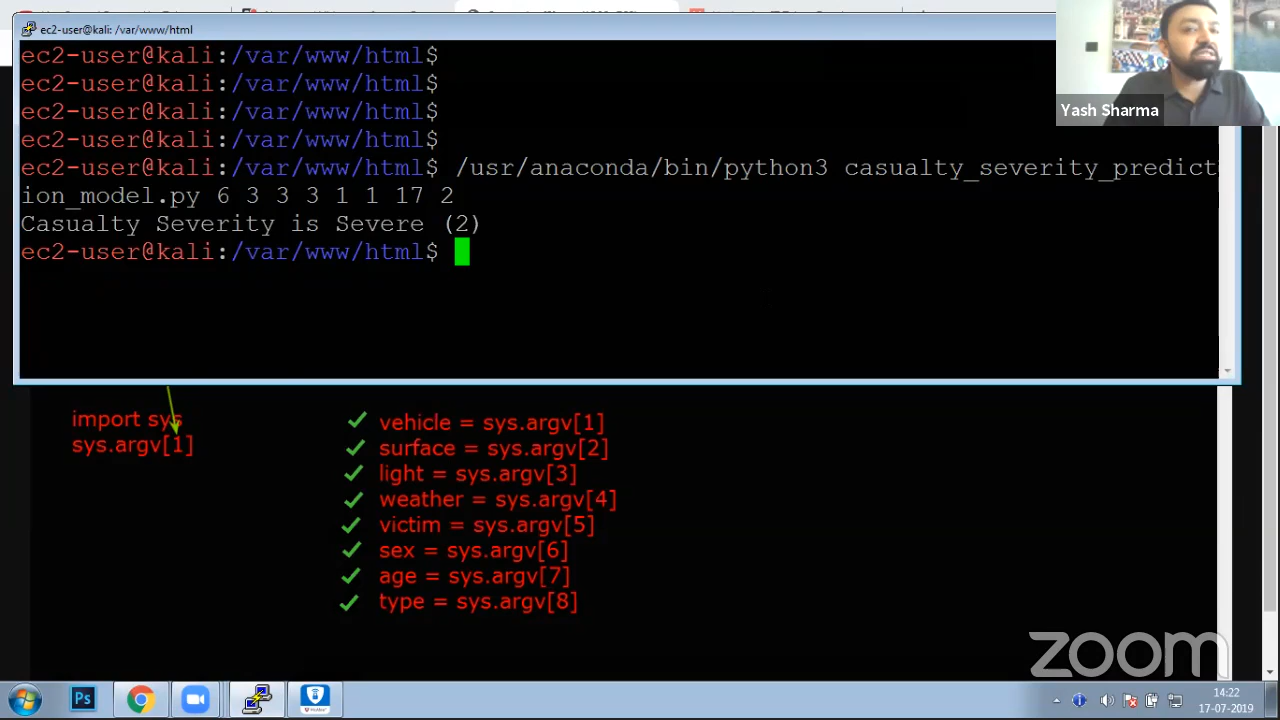 ec2-user@kali: /var/www/html
ec2-user@kali:/var/www/html$
ec2-user@kali:/var/www/html$
ec2-user@kali:/var/www/html$
ec2-user@kali:/var/www/html$
ec2-user@kali:/var/www/html$ /usr/anaconda/bin/python3 casualty_severity_predict
ion_model.py 6 3 3 3 1 1 17 2
Casualty Severity is Severe (2)
ec2-user@kali:/var/www/html$
Yash Sharma
import sys
sys.argv[1]
vehicle = sys.argv[1]
surface = sys.argv[2]
light = sys.argv[3]
weather = sys.argv[4]
victim = sys.argv[5]
sex = sys.argv[6]
age = sys.argv[7]
type = sys.argv[8]
zoom
Ps
14:22
17-07-2019